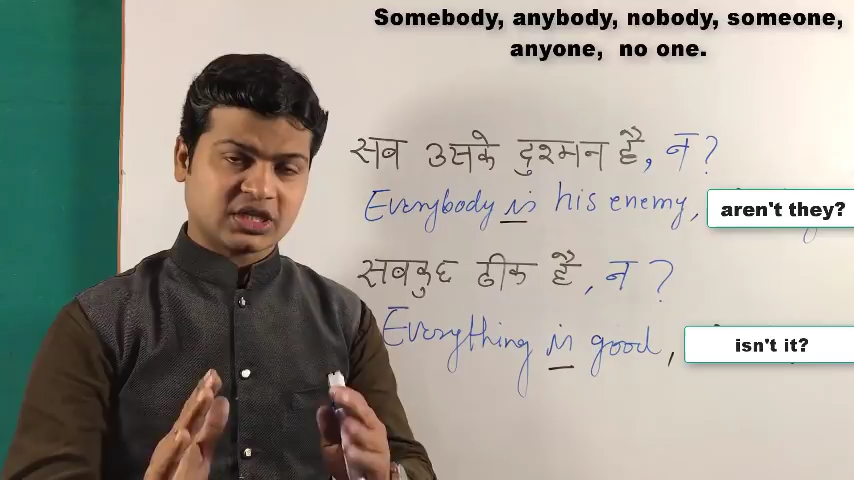 Somebody, anybody, nobody, someone,
anyone, no one.
सब उसके दुश्मन है, न?
Everybody is his enemy, aren't they?
सबकुछ ठीक है, न?
Everything is good, isn't it?